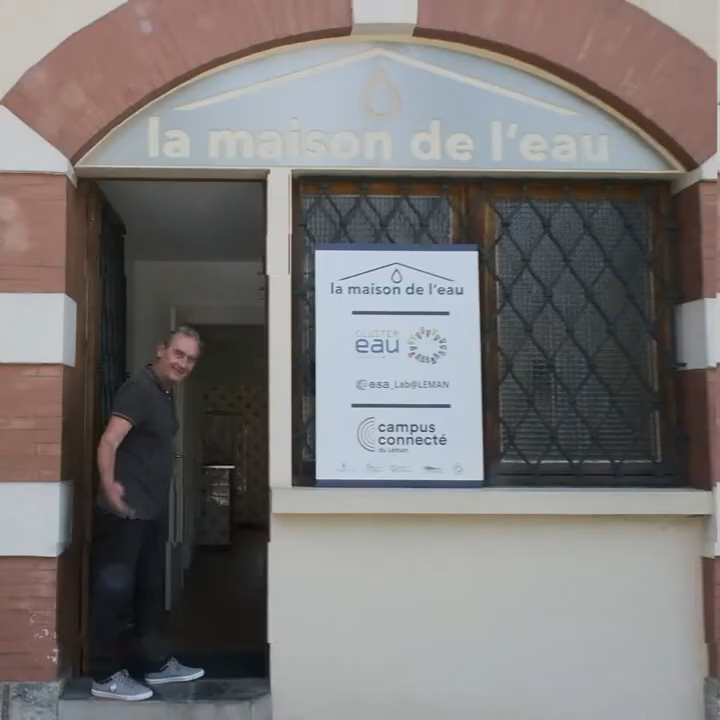 la maison de l'eau
la maison de l'eau
CLUSTER
eau
esa_Lab@LEMAN
campus
connecté
du Léman